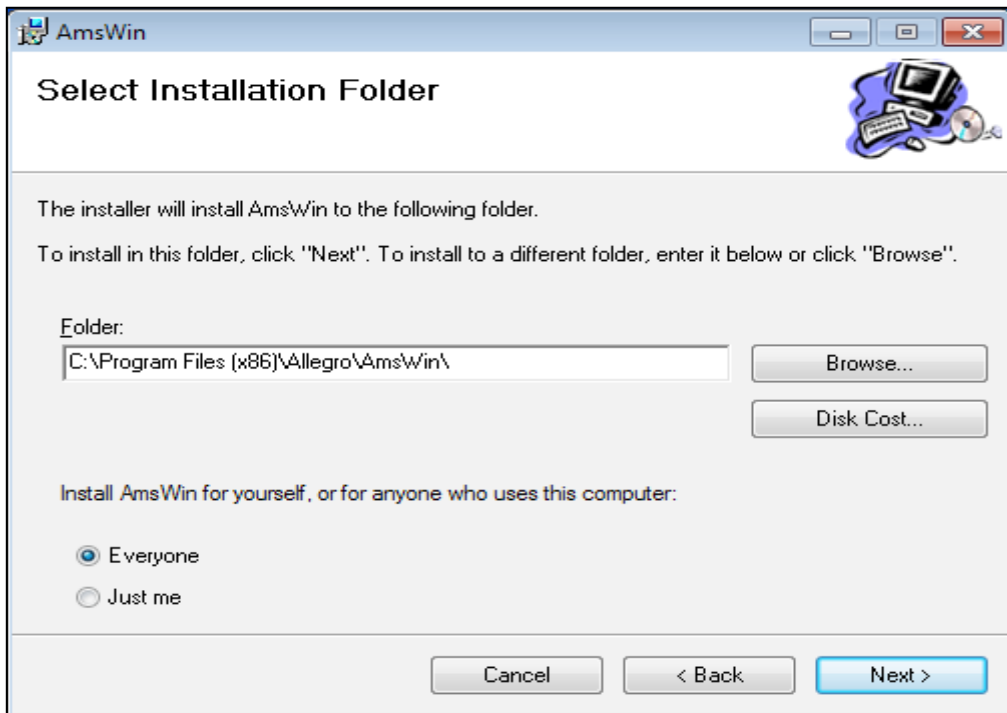 AmsWin
Select Installation Folder
The installer will install AmsWin to the following folder.
To install in this folder, click "Next". To install to a different folder, enter it below or click "Browse".
Folder:
C:\Program Files (x86)\Allegro\AmsWin\
Browse...
Disk Cost...
Install AmsWin for yourself, or for anyone who uses this computer:
Everyone
Just me
Cancel
< Back
Next >